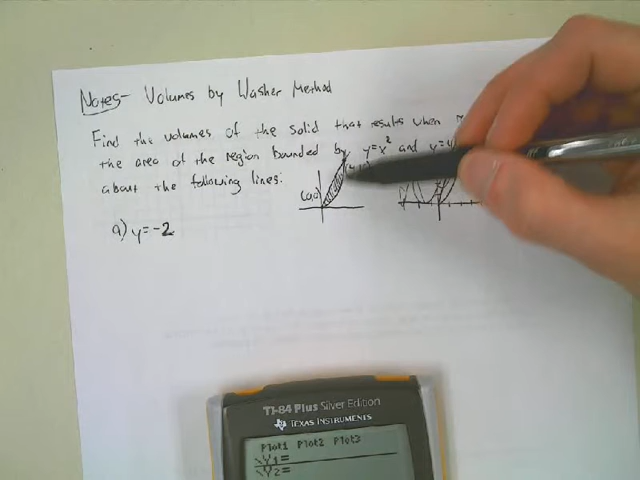 Notes- Volumes by Washer Method
Find the volumes of the solid that results when
the area of the region bounded by y=x² and y=4
about the following lines:
(0,0)
a) y=-2
TI-84 Plus Silver Edition
TEXAS INSTRUMENTS
Plot1 Plot2 Plot3
\Y1=
\Y2=